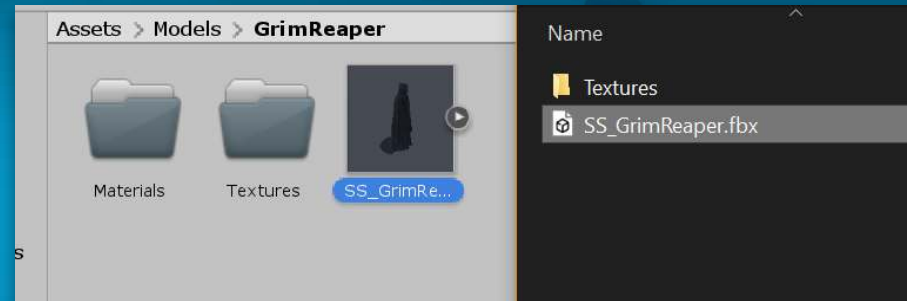 Assets > Models > GrimReaper
Materials
Textures
SS_GrimRe...
s
Name
Textures
SS_GrimReaper.fbx